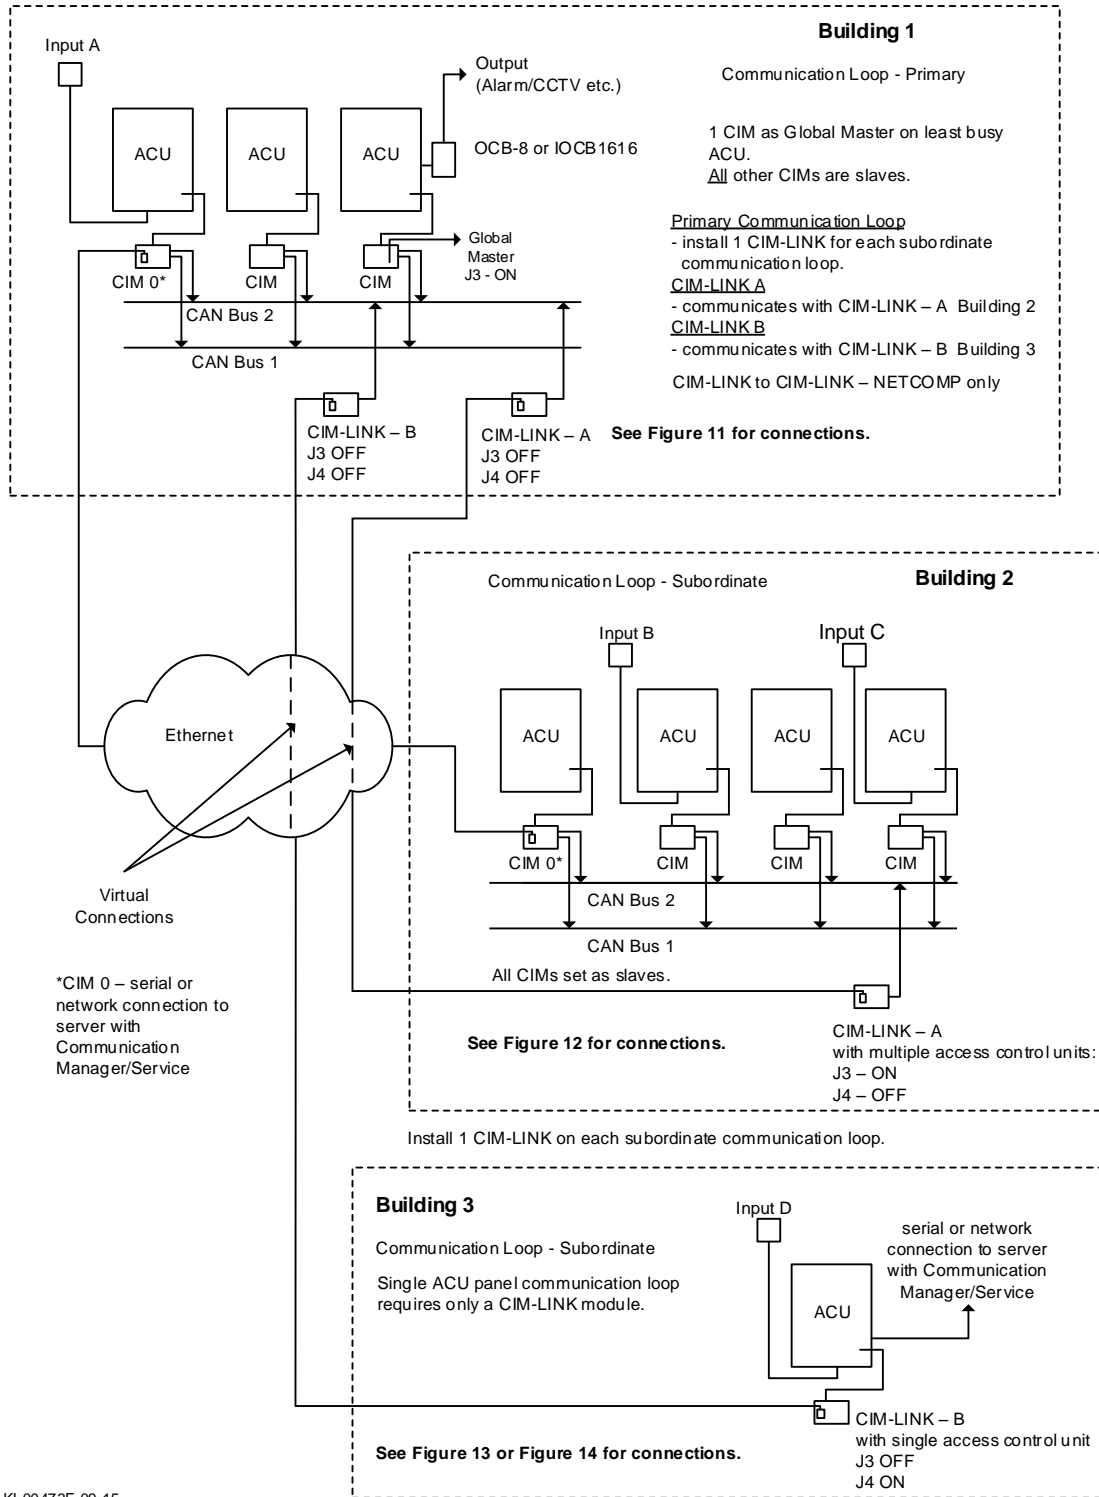 Building 1
Input A
Output
(Alarm/CCTV etc.)
Communication Loop - Primary
ACU
ACU
ACU
OCB-8 or IOCB1616
1 CIM as Global Master on least busy
ACU.
All other CIMs are slaves.
Primary Communication Loop
- install 1 CIM-LINK for each subordinate
communication loop.
CIM-LINK A
- communicates with CIM-LINK – A Building 2
CIM-LINK B
- communicates with CIM-LINK – B Building 3
CIM-LINK to CIM-LINK – NETCOMP only
Global
Master
J3 - ON
CIM 0*
CIM
CIM
CAN Bus 2
CAN Bus 1
CIM-LINK – B
J3 OFF
J4 OFF
CIM-LINK – A
J3 OFF
J4 OFF
See Figure 11 for connections.
Communication Loop - Subordinate
Building 2
Input B
Input C
ACU
ACU
ACU
ACU
Ethernet
CIM 0*
CIM
CIM
CIM
CAN Bus 2
CAN Bus 1
Virtual
Connections
All CIMs set as slaves.
*CIM 0 – serial or
network connection to
server with
Communication
Manager/Service
See Figure 12 for connections.
CIM-LINK – A
with multiple access control units:
J3 – ON
J4 – OFF
Install 1 CIM-LINK on each subordinate communication loop.
Building 3
Input D
Communication Loop - Subordinate
Single ACU panel communication loop
requires only a CIM-LINK module.
serial or network
connection to server
with Communication
Manager/Service
ACU
CIM-LINK – B
with single access control unit
J3 OFF
J4 ON
See Figure 13 or Figure 14 for connections.